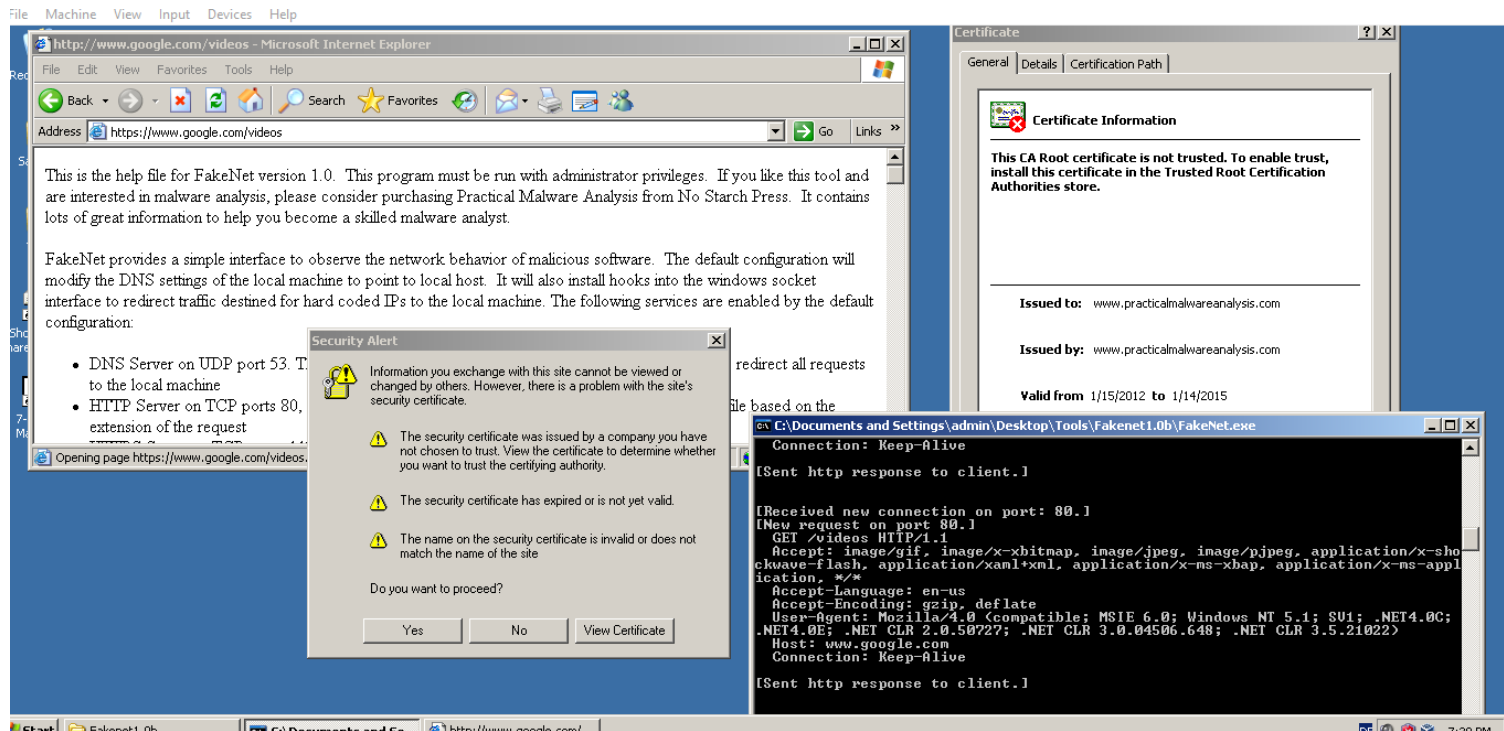 File Machine View Input Devices Help
http://www.google.com/videos - Microsoft Internet Explorer
File Edit View Favorites Tools Help
Back Search Favorites
Address https://www.google.com/videos Go Links »
This is the help file for FakeNet version 1.0. This program must be run with administrator privileges. If you like this tool and
are interested in malware analysis, please consider purchasing Practical Malware Analysis from No Starch Press. It contains
lots of great information to help you become a skilled malware analyst.
FakeNet provides a simple interface to observe the network behavior of malicious software. The default configuration will
modify the DNS settings of the local machine to point to local host. It will also install hooks into the windows socket
interface to redirect traffic destined for hard coded IPs to the local machine. The following services are enabled by the default
configuration:
• DNS Server on UDP port 53. redirect all requests
to the local machine
• HTTP Server on TCP ports 80, file based on the
extension of the request
Opening page https://www.google.com/videos.
Security Alert
Information you exchange with this site cannot be viewed or
changed by others. However, there is a problem with the site's
security certificate.
The security certificate was issued by a company you have
not chosen to trust. View the certificate to determine whether
you want to trust the certifying authority.
The security certificate has expired or is not yet valid.
The name on the security certificate is invalid or does not
match the name of the site
Do you want to proceed?
Yes No View Certificate
Certificate
General Details Certification Path
Certificate Information
This CA Root certificate is not trusted. To enable trust,
install this certificate in the Trusted Root Certification
Authorities store.
Issued to: www.practicalmalwareanalysis.com
Issued by: www.practicalmalwareanalysis.com
Valid from 1/15/2012 to 1/14/2015
C:\Documents and Settings\admin\Desktop\Tools\Fakenet1.0b\FakeNet.exe
Connection: Keep-Alive
[Sent http response to client.]
[Received new connection on port: 80.]
[New request on port 80.]
GET /videos HTTP/1.1
Accept: image/gif, image/x-xbitmap, image/jpeg, image/pjpeg, application/x-sho
ckwave-flash, application/xaml+xml, application/x-ms-xbap, application/x-ms-appl
ication, */*
Accept-Language: en-us
Accept-Encoding: gzip, deflate
User-Agent: Mozilla/4.0 (compatible; MSIE 6.0; Windows NT 5.1; SV1; .NET4.0C;
.NET4.0E; .NET CLR 2.0.50727; .NET CLR 3.0.04506.648; .NET CLR 3.5.21022)
Host: www.google.com
Connection: Keep-Alive
[Sent http response to client.]
Start Fakenet1.0b C:\Documents and Se... http://www.google.com/... DE 7:29 PM